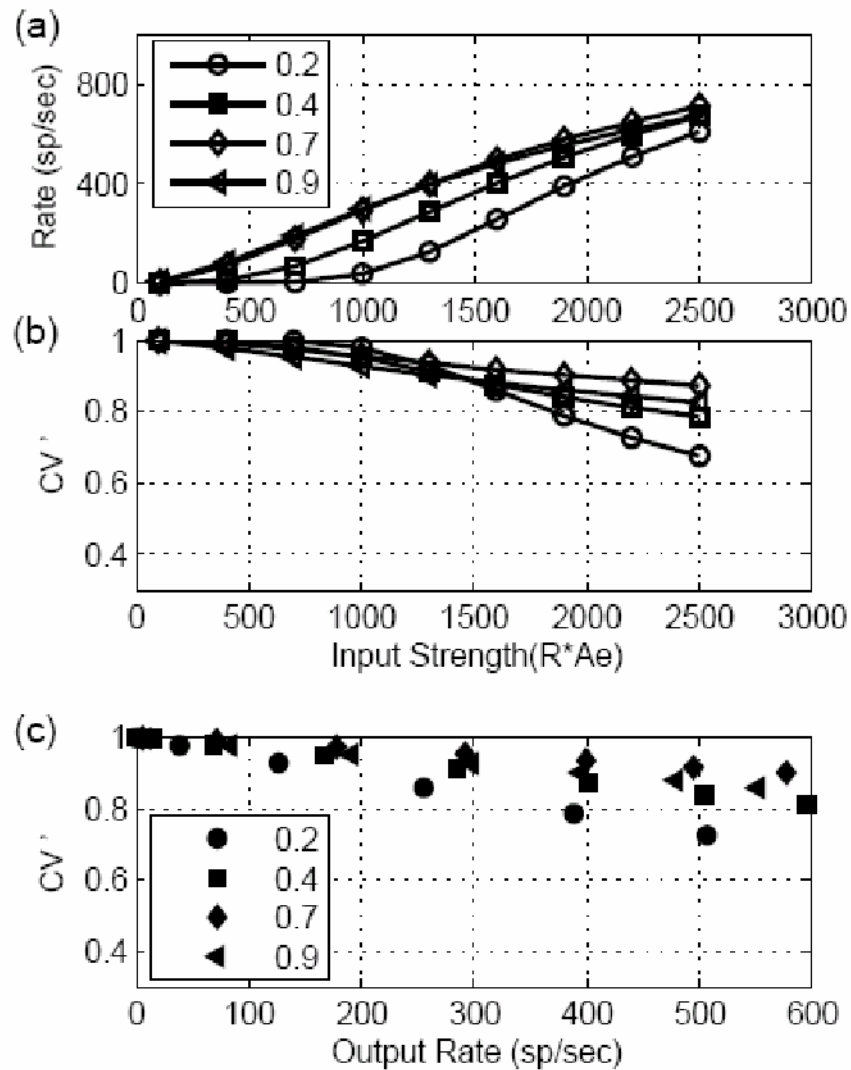 (a)
Rate (sp/sec)
800
400
0
0.2
0.4
0.7
0.9
0 500 1000 1500 2000 2500 3000
(b)
CV '
1
0.8
0.6
0.4
0 500 1000 1500 2000 2500 3000
Input Strength(R*Ae)
(c)
CV '
1
0.8
0.6
0.4
0.2
0.4
0.7
0.9
0 100 200 300 400 500 600
Output Rate (sp/sec)